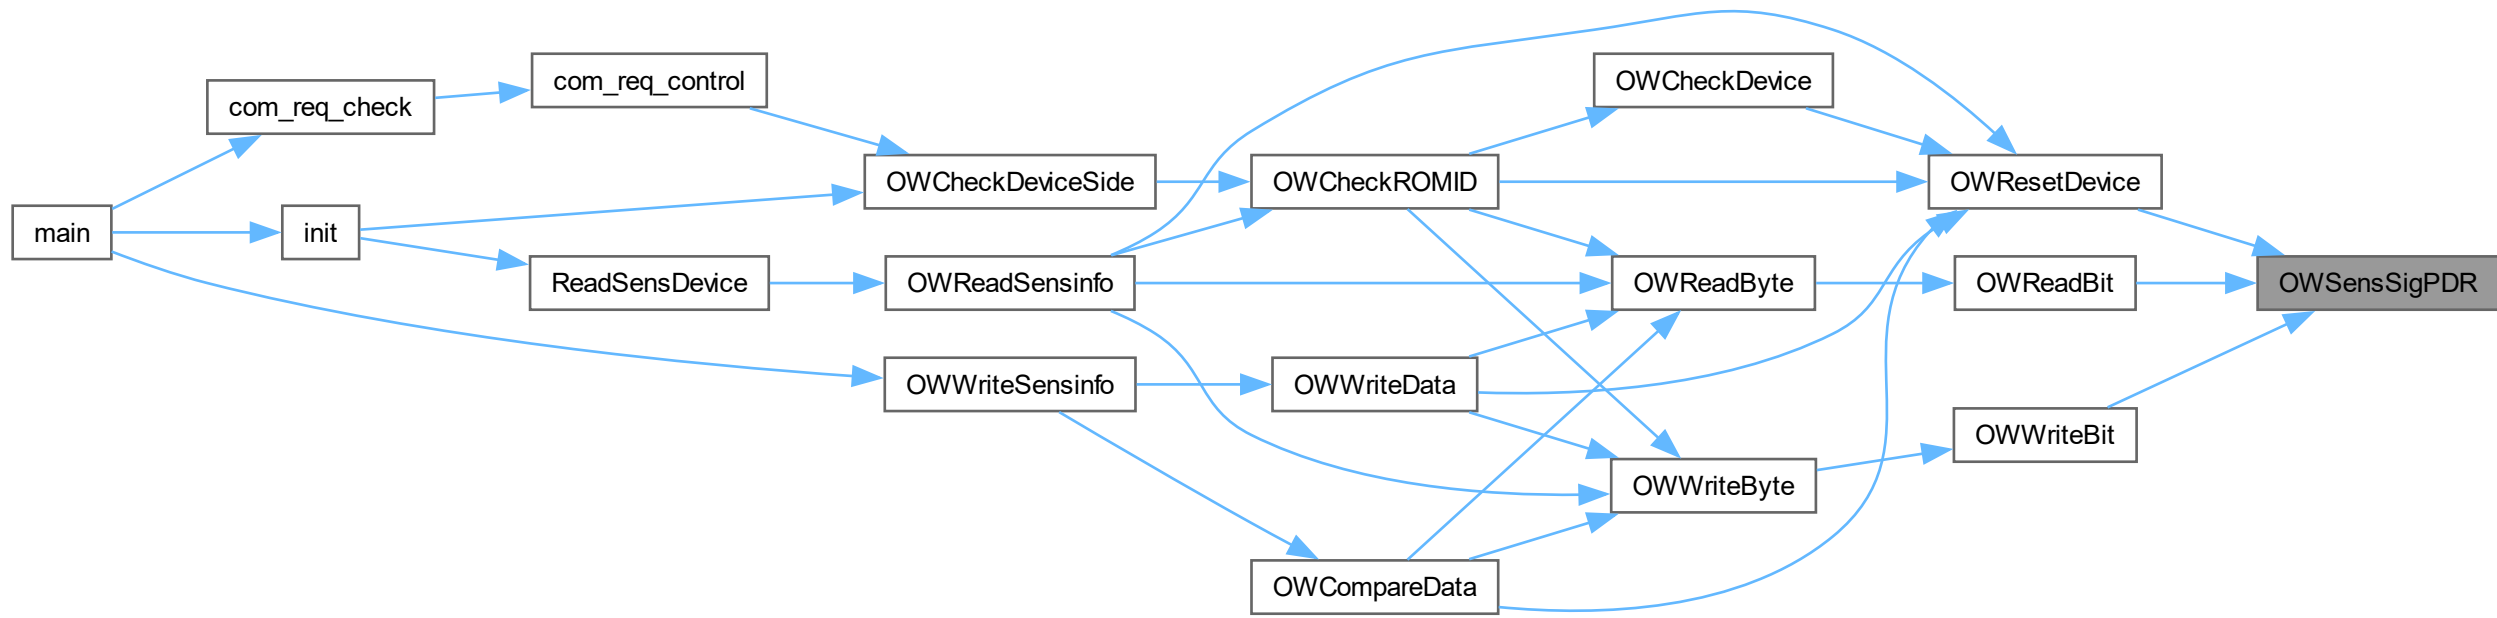 com_req_control
OWCheckDevice
com_req_check
OWCheckDeviceSide
OWCheckROMID
OWResetDevice
main
init
ReadSensDevice
OWReadSensinfo
OWReadByte
OWReadBit
OWSensSigPDR
OWWriteSensinfo
OWWriteData
OWWriteBit
OWWriteByte
OWCompareData